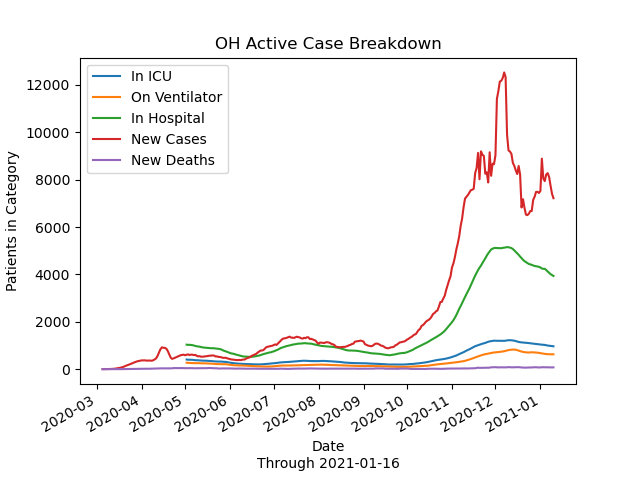 OH Active Case Breakdown
In ICU
On Ventilator
In Hospital
New Cases
New Deaths
Patients in Category
12000
10000
8000
6000
4000
2000
0
2020-03
2020-04
2020-05
2020-06
2020-07
2020-08
2020-09
2020-10
2020-11
2020-12
2021-01
Date
Through 2021-01-16